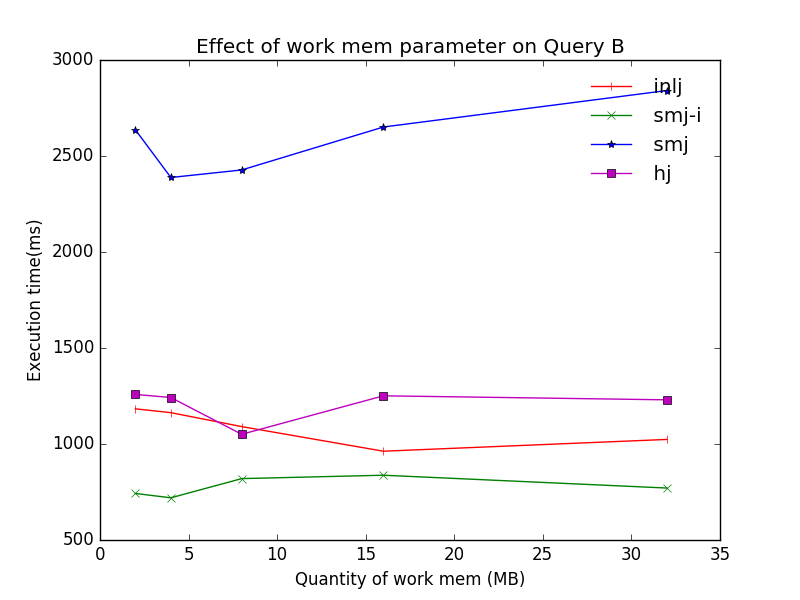 Effect of work mem parameter on Query B
3000
2500
2000
1500
1000
500
Execution time(ms)
inlj
smj-i
smj
hj
0 5 10 15 20 25 30 35
Quantity of work mem (MB)